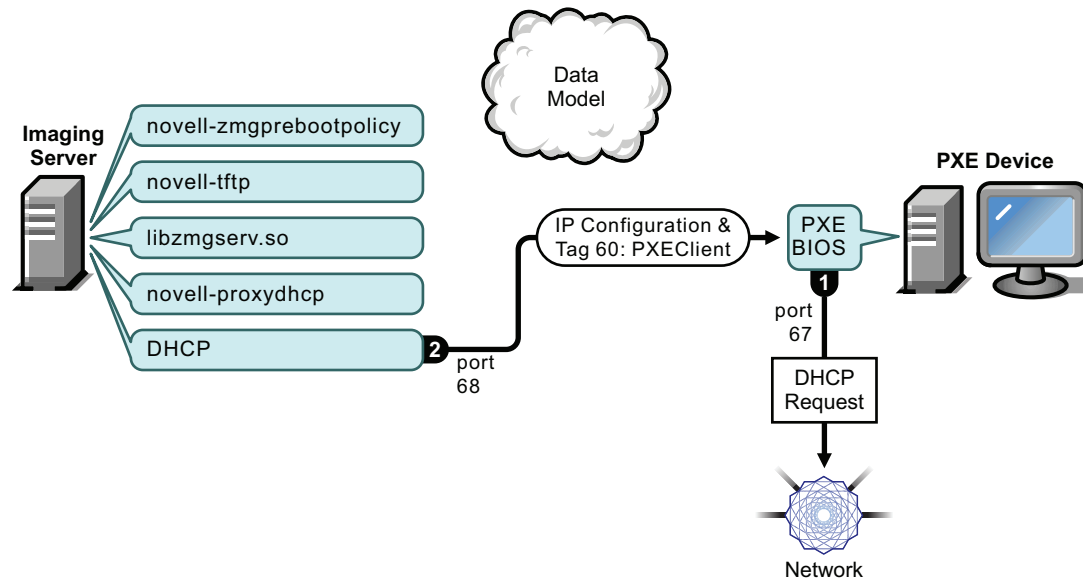 Data
Model
Imaging
Server
novell-zmgprebootpolicy
novell-tftp
libzmgserv.so
novell-proxydhcp
DHCP
2
port
68
IP Configuration &
Tag 60: PXEClient
PXE Device
PXE
BIOS
1
port
67
DHCP
Request
Network